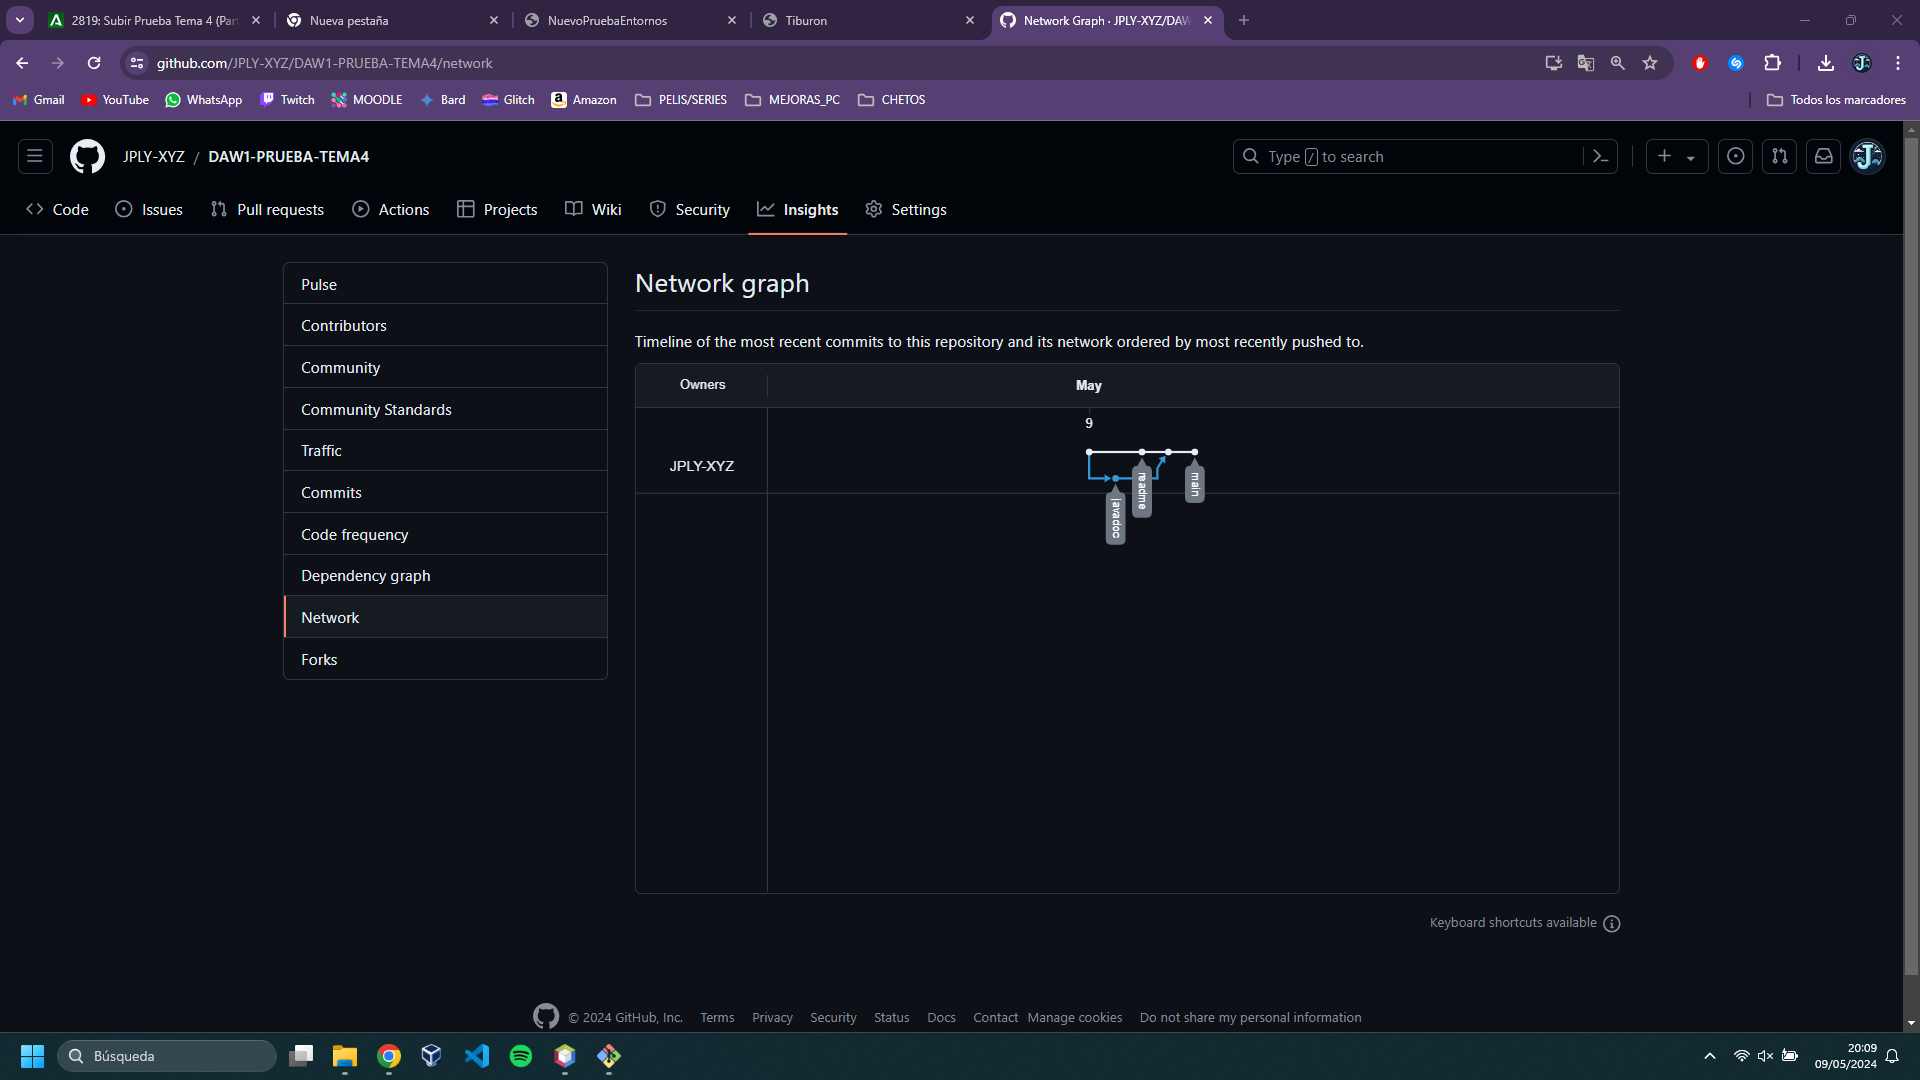 2819: Subir Prueba Tema 4 (Par
Nueva pestaña
NuevoPruebaEntornos
Tiburon
Network Graph · JPLY-XYZ/DAW
github.com/JPLY-XYZ/DAW1-PRUEBA-TEMA4/network
Gmail
YouTube
WhatsApp
Twitch
MOODLE
Bard
Glitch
Amazon
PELIS/SERIES
MEJORAS_PC
CHETOS
Todos los marcadores
JPLY-XYZ / DAW1-PRUEBA-TEMA4
Type / to search
Code
Issues
Pull requests
Actions
Projects
Wiki
Security
Insights
Settings
Pulse
Contributors
Community
Community Standards
Traffic
Commits
Code frequency
Dependency graph
Network
Forks
Network graph
Timeline of the most recent commits to this repository and its network ordered by most recently pushed to.
Owners
May
9
JPLY-XYZ
javadoc
readme
main
Keyboard shortcuts available
© 2024 GitHub, Inc.
Terms
Privacy
Security
Status
Docs
Contact
Manage cookies
Do not share my personal information
Búsqueda
20:09
09/05/2024